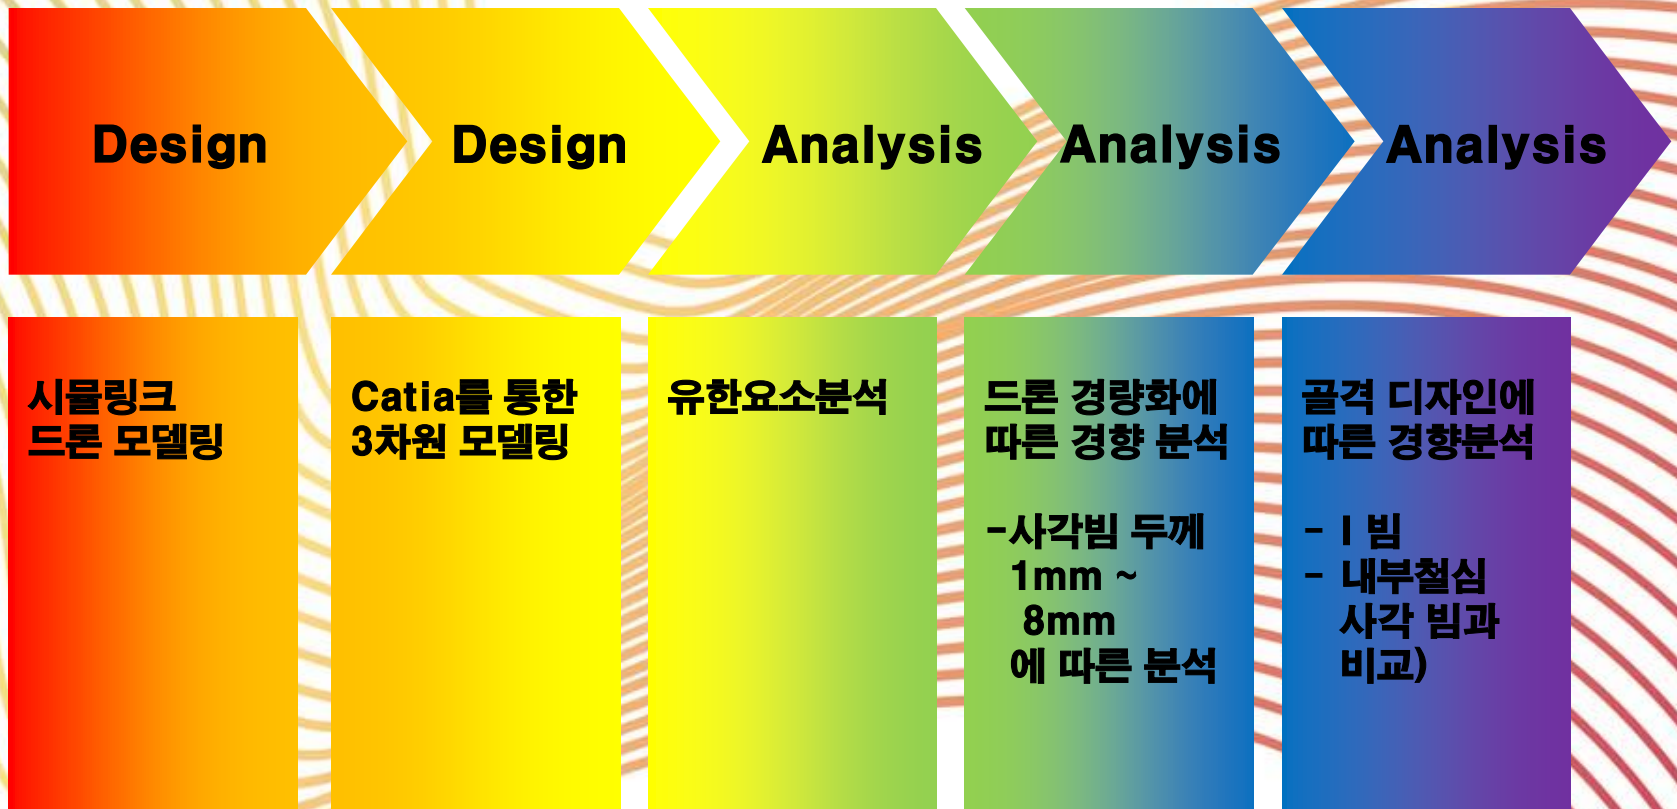 Design
Design
Analysis
Analysis
Analysis
시뮬링크
드론 모델링
Catia를 통한
3차원 모델링
유한요소분석
드론 경량화에
따른 경향 분석
-사각빔 두께
1mm ~
8mm
에 따른 분석
골격 디자인에
따른 경향분석
- I 빔
- 내부철심
사각 빔과
비교)